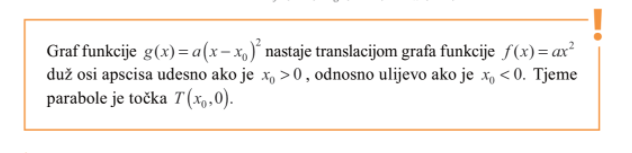 Graf funkcije g(x) = a(x − x₀)² nastaje translacijom grafa funkcije f(x) = ax²
duž osi apscisa udesno ako je x₀ > 0, odnosno ulijevo ako je x₀ < 0. Tjeme
parabole je točka T(x₀,0).
!